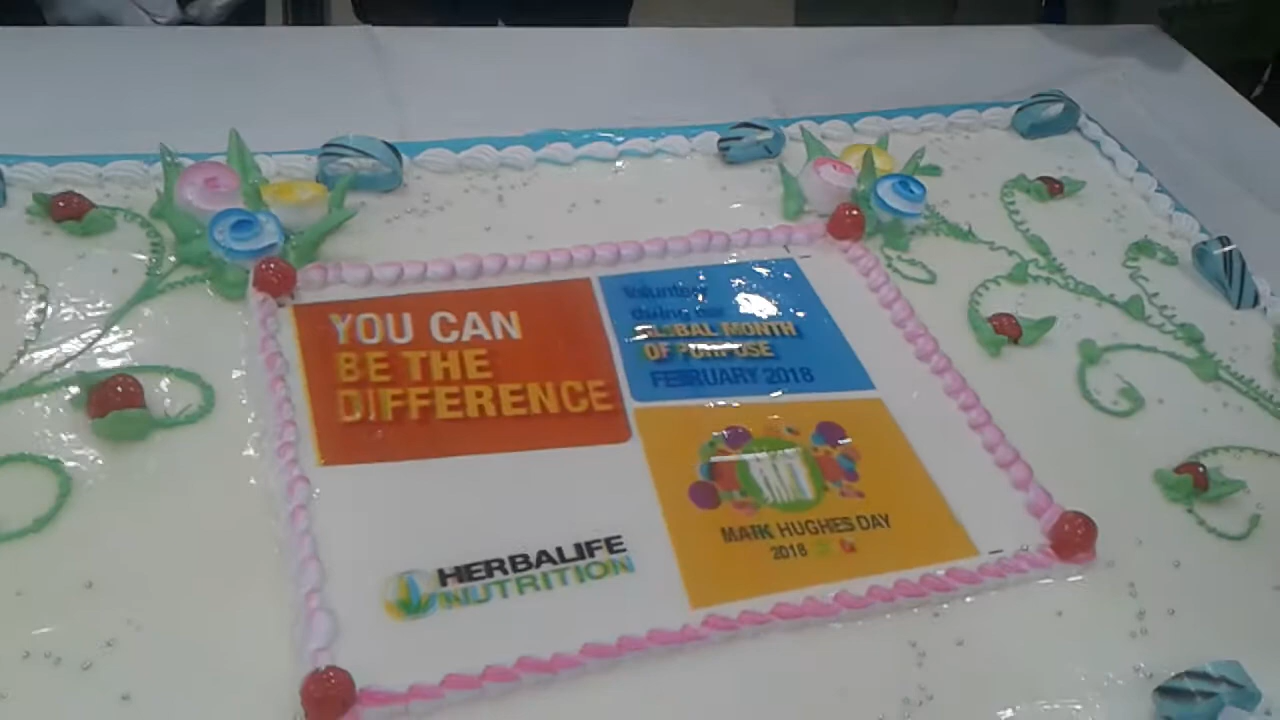 YOU CAN
BE THE
DIFFERENCE
Volunteer
during our
GLOBAL MONTH
OF PURPOSE
FEBRUARY 2018
MARK HUGHES DAY
2018
HERBALIFE
NUTRITION